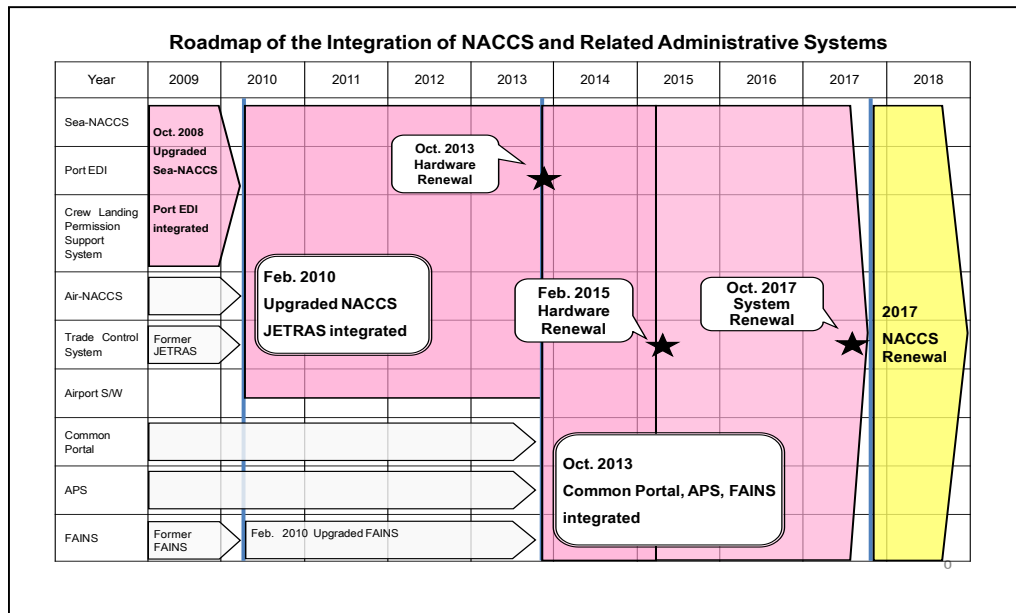 Roadmap of the Integration of NACCS and Related Administrative Systems
Year 2009 2010 2011 2012 2013 2014 2015 2016 2017 2018
Sea-NACCS
Port EDI
Crew Landing
Permission
Support
System
Air-NACCS
Trade Control
System
Airport S/W
Common
Portal
APS
FAINS
Oct. 2008
Upgraded
Sea-NACCS
Port EDI
integrated
Former
JETRAS
Former
FAINS
Feb. 2010 Upgraded FAINS
Feb. 2010
Upgraded NACCS
JETRAS integrated
Oct. 2013
Hardware
Renewal
Feb. 2015
Hardware
Renewal
Oct. 2017
System
Renewal
Oct. 2013
Common Portal, APS, FAINS
integrated
2017
NACCS
Renewal
0